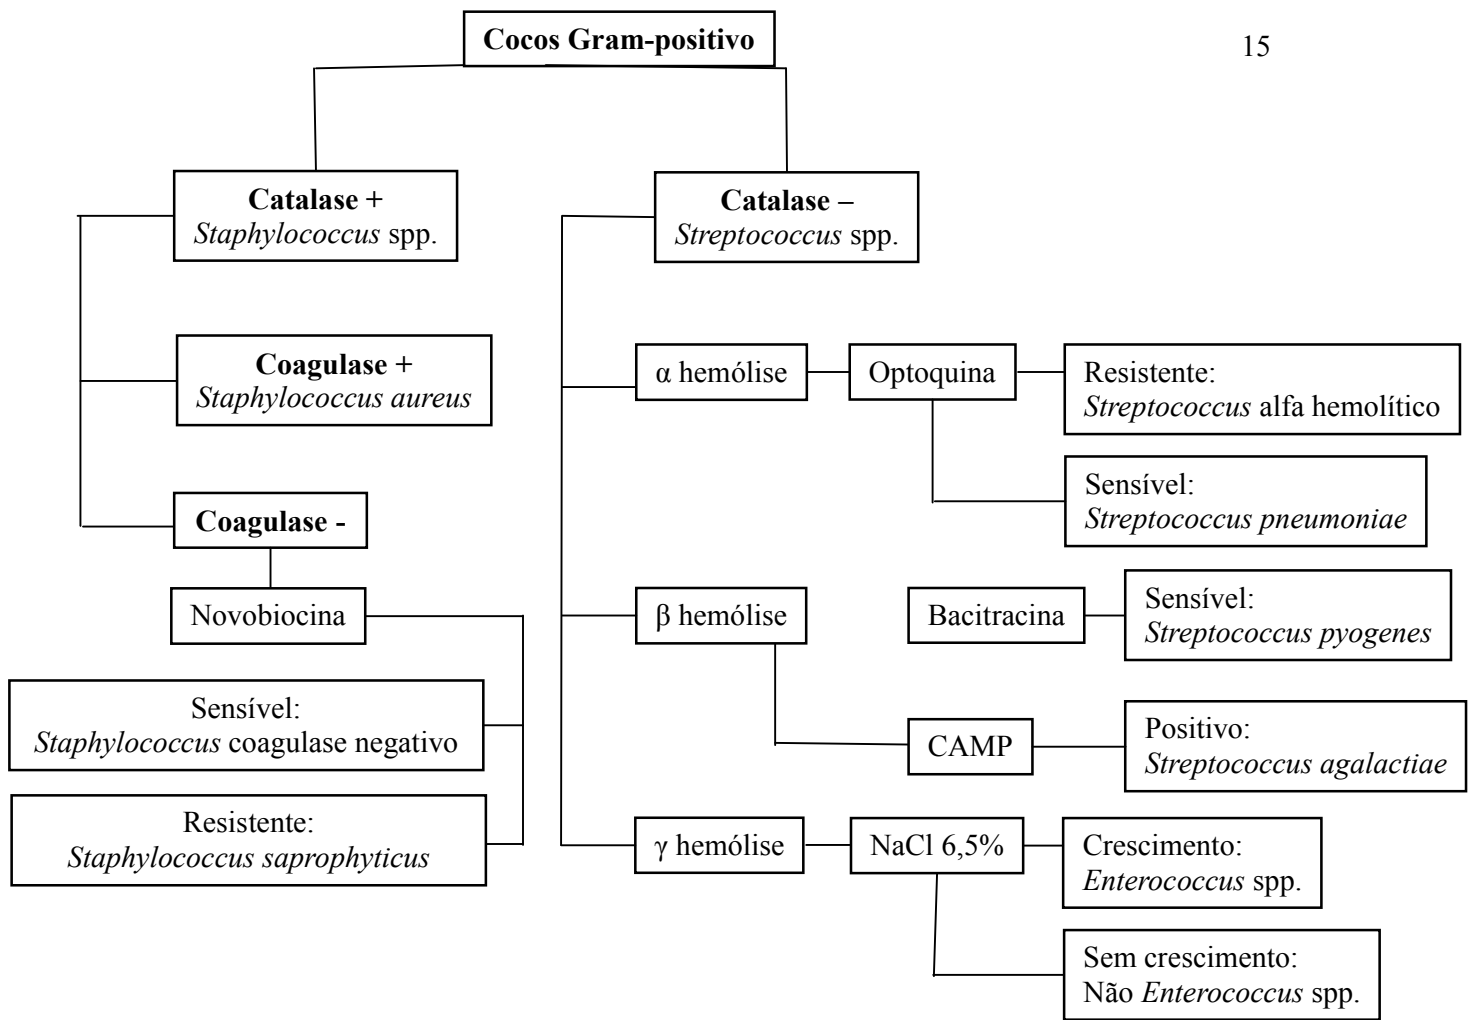 Cocos Gram-positivo
15
Catalase +
Staphylococcus spp.
Catalase –
Streptococcus spp.
Coagulase +
Staphylococcus aureus
α hemólise
Optoquina
Resistente:
Streptococcus alfa hemolítico
Sensível:
Streptococcus pneumoniae
Coagulase -
Novobiocina
β hemólise
Bacitracina
Sensível:
Streptococcus pyogenes
Sensível:
Staphylococcus coagulase negativo
CAMP
Positivo:
Streptococcus agalactiae
Resistente:
Staphylococcus saprophyticus
γ hemólise
NaCl 6,5%
Crescimento:
Enterococcus spp.
Sem crescimento:
Não Enterococcus spp.